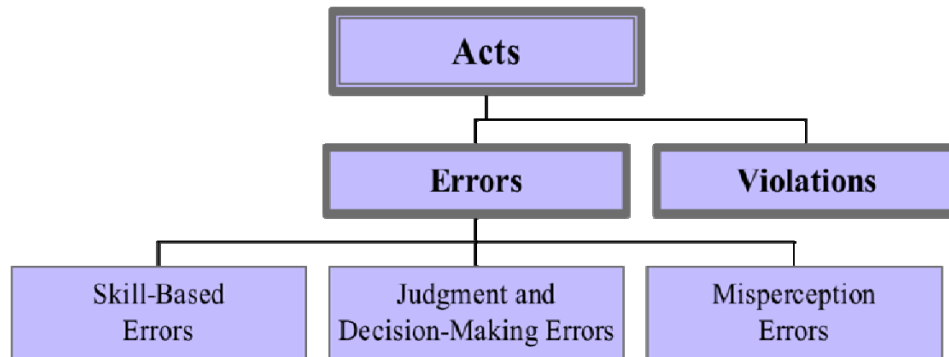 Acts
Errors
Violations
Skill-Based
Errors
Judgment and
Decision-Making Errors
Misperception
Errors